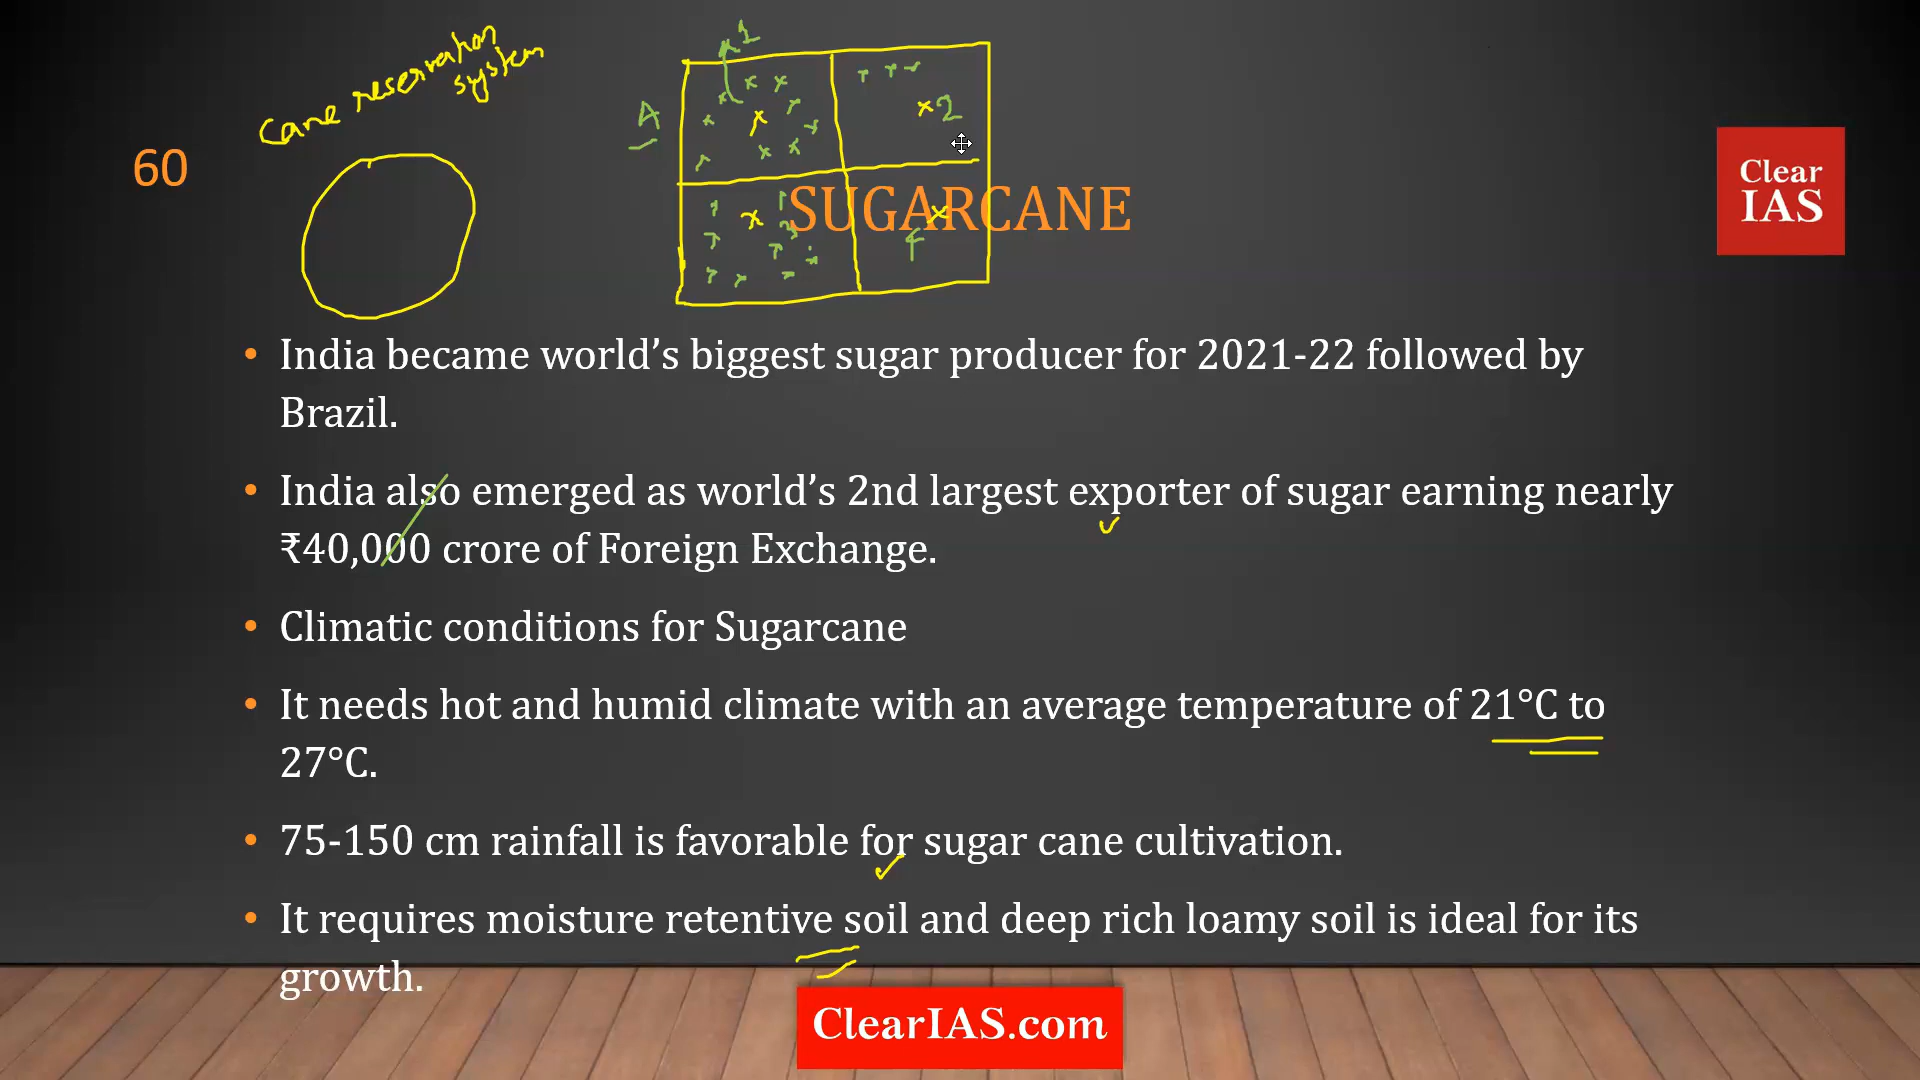 Cane reservation
system
A
1
2
3
4
60
SUGARCANE
Clear
IAS
• India became world’s biggest sugar producer for 2021-22 followed by
Brazil.
• India also emerged as world’s 2nd largest exporter of sugar earning nearly
₹40,000 crore of Foreign Exchange.
• Climatic conditions for Sugarcane
• It needs hot and humid climate with an average temperature of 21°C to
27°C.
• 75-150 cm rainfall is favorable for sugar cane cultivation.
• It requires moisture retentive soil and deep rich loamy soil is ideal for its
growth.
ClearIAS.com